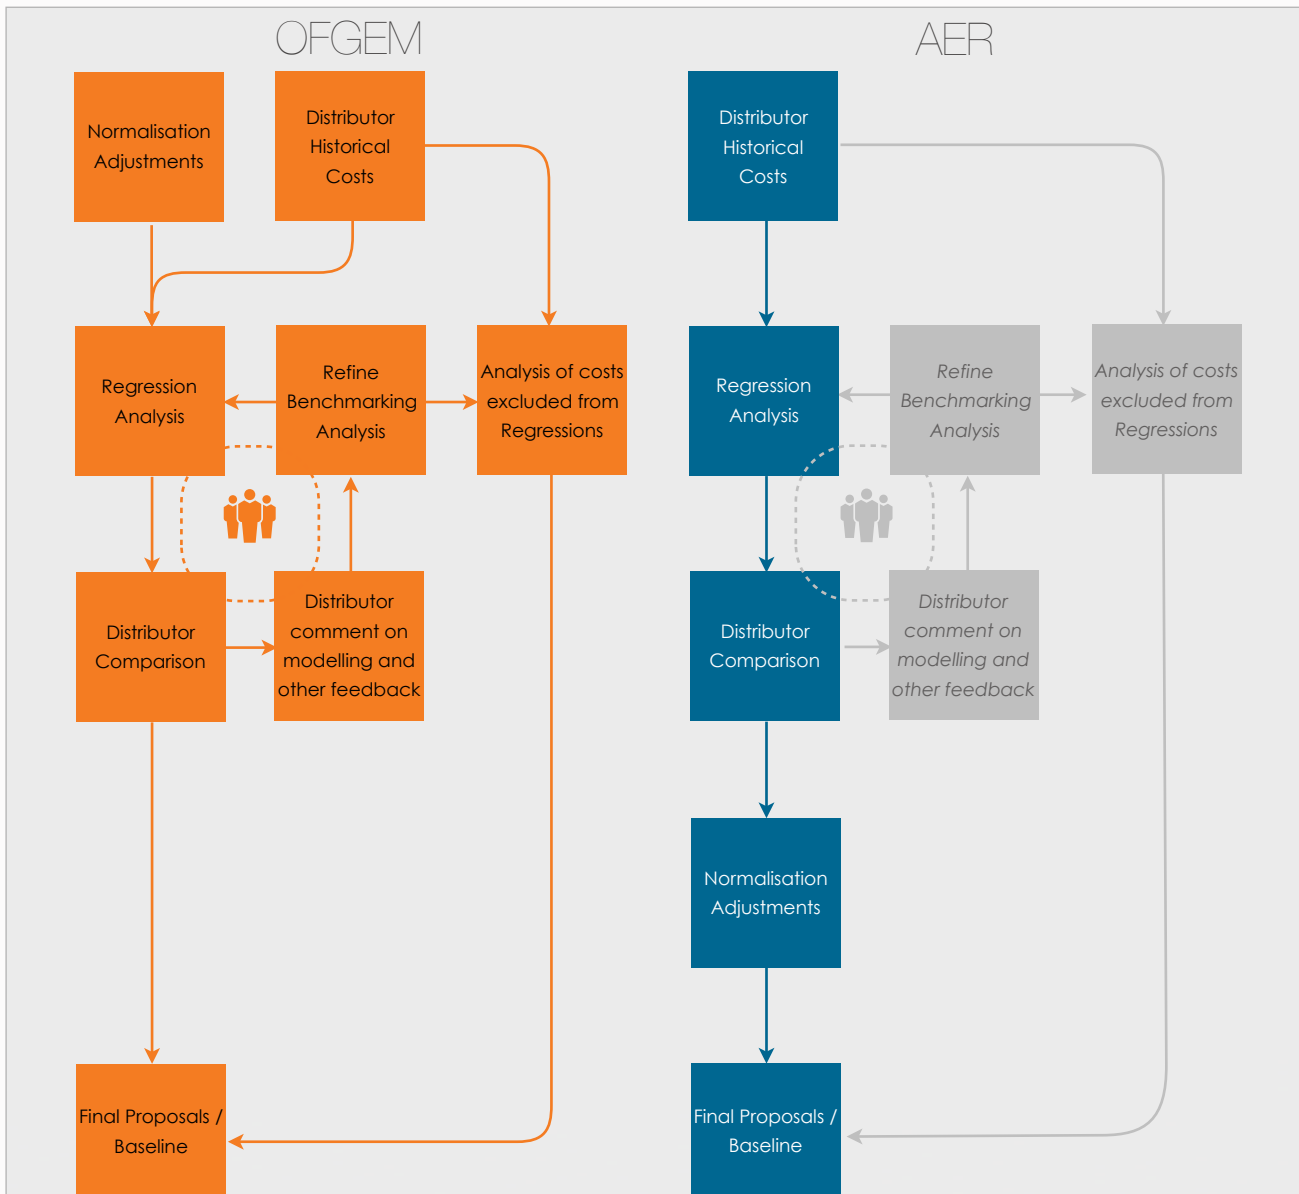 OFGEM
Normalisation
Adjustments
Distributor
Historical
Costs
Regression
Analysis
Refine
Benchmarking
Analysis
Analysis of costs
excluded from
Regressions
Distributor
Comparison
Distributor
comment on
modelling and
other feedback
Final Proposals /
Baseline
AER
Distributor
Historical
Costs
Regression
Analysis
Refine
Benchmarking
Analysis
Analysis of costs
excluded from
Regressions
Distributor
Comparison
Distributor
comment on
modelling and
other feedback
Normalisation
Adjustments
Final Proposals /
Baseline